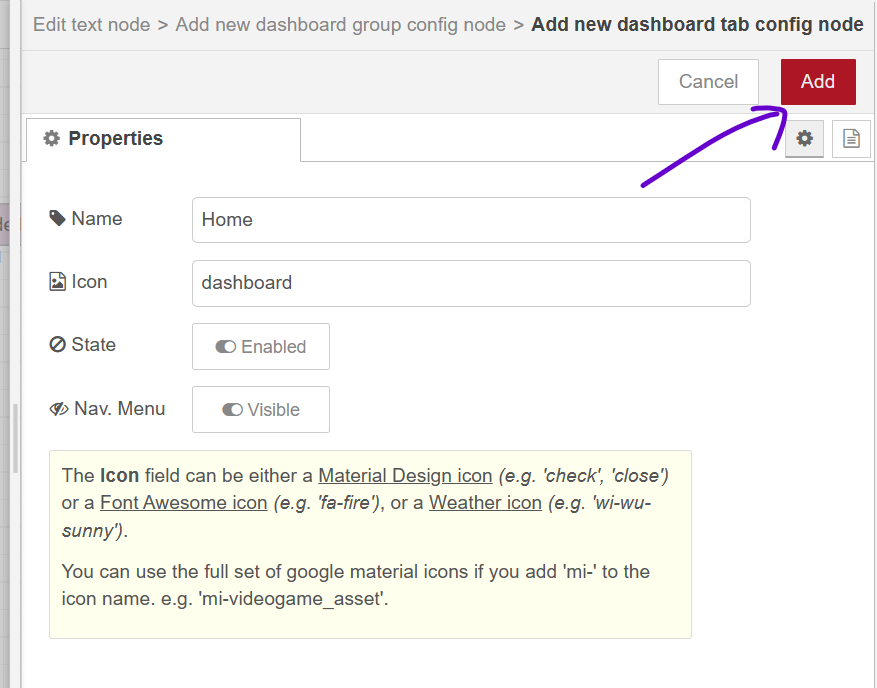 Edit text node > Add new dashboard group config node > Add new dashboard tab config node
Cancel Add
Properties
Name Home
Icon dashboard
State Enabled
Nav. Menu Visible
The Icon field can be either a Material Design icon (e.g. 'check', 'close')
or a Font Awesome icon (e.g. 'fa-fire'), or a Weather icon (e.g. 'wi-wu-
sunny').
You can use the full set of google material icons if you add 'mi-' to the
icon name. e.g. 'mi-videogame_asset'.